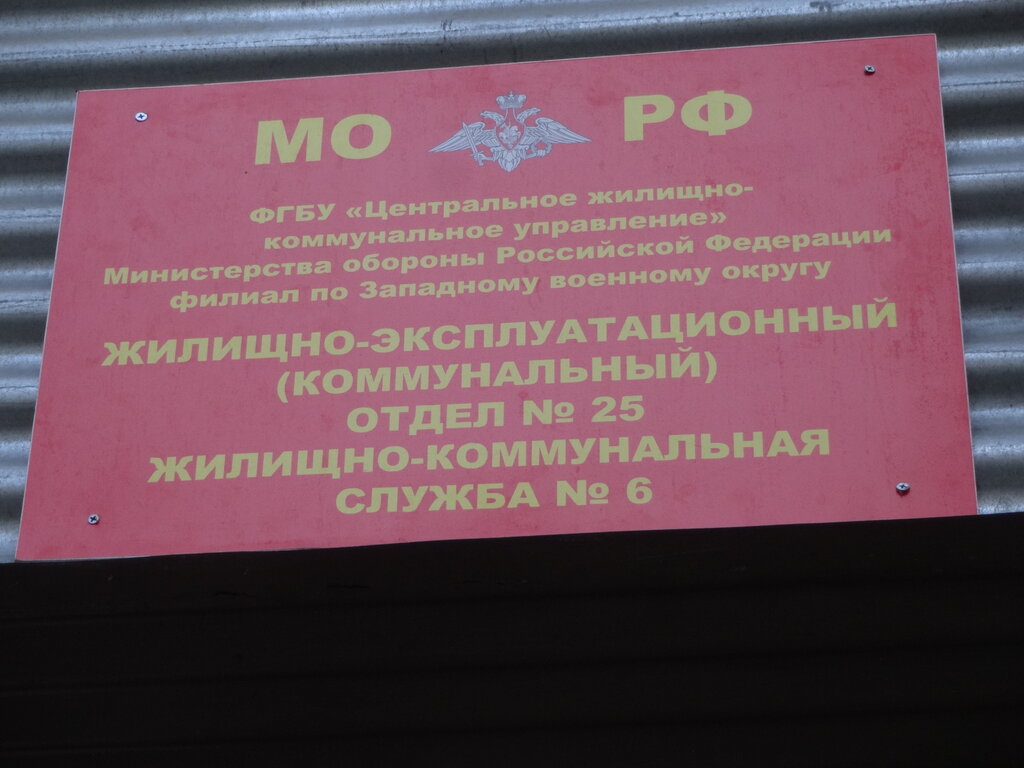 МО РФ
ФГБУ «Центральное жилищно-
коммунальное управление»
Министерства обороны Российской Федерации
филиал по Западному военному округу
ЖИЛИЩНО-ЭКСПЛУАТАЦИОННЫЙ
(КОММУНАЛЬНЫЙ)
ОТДЕЛ № 25
ЖИЛИЩНО-КОММУНАЛЬНАЯ
СЛУЖБА № 6